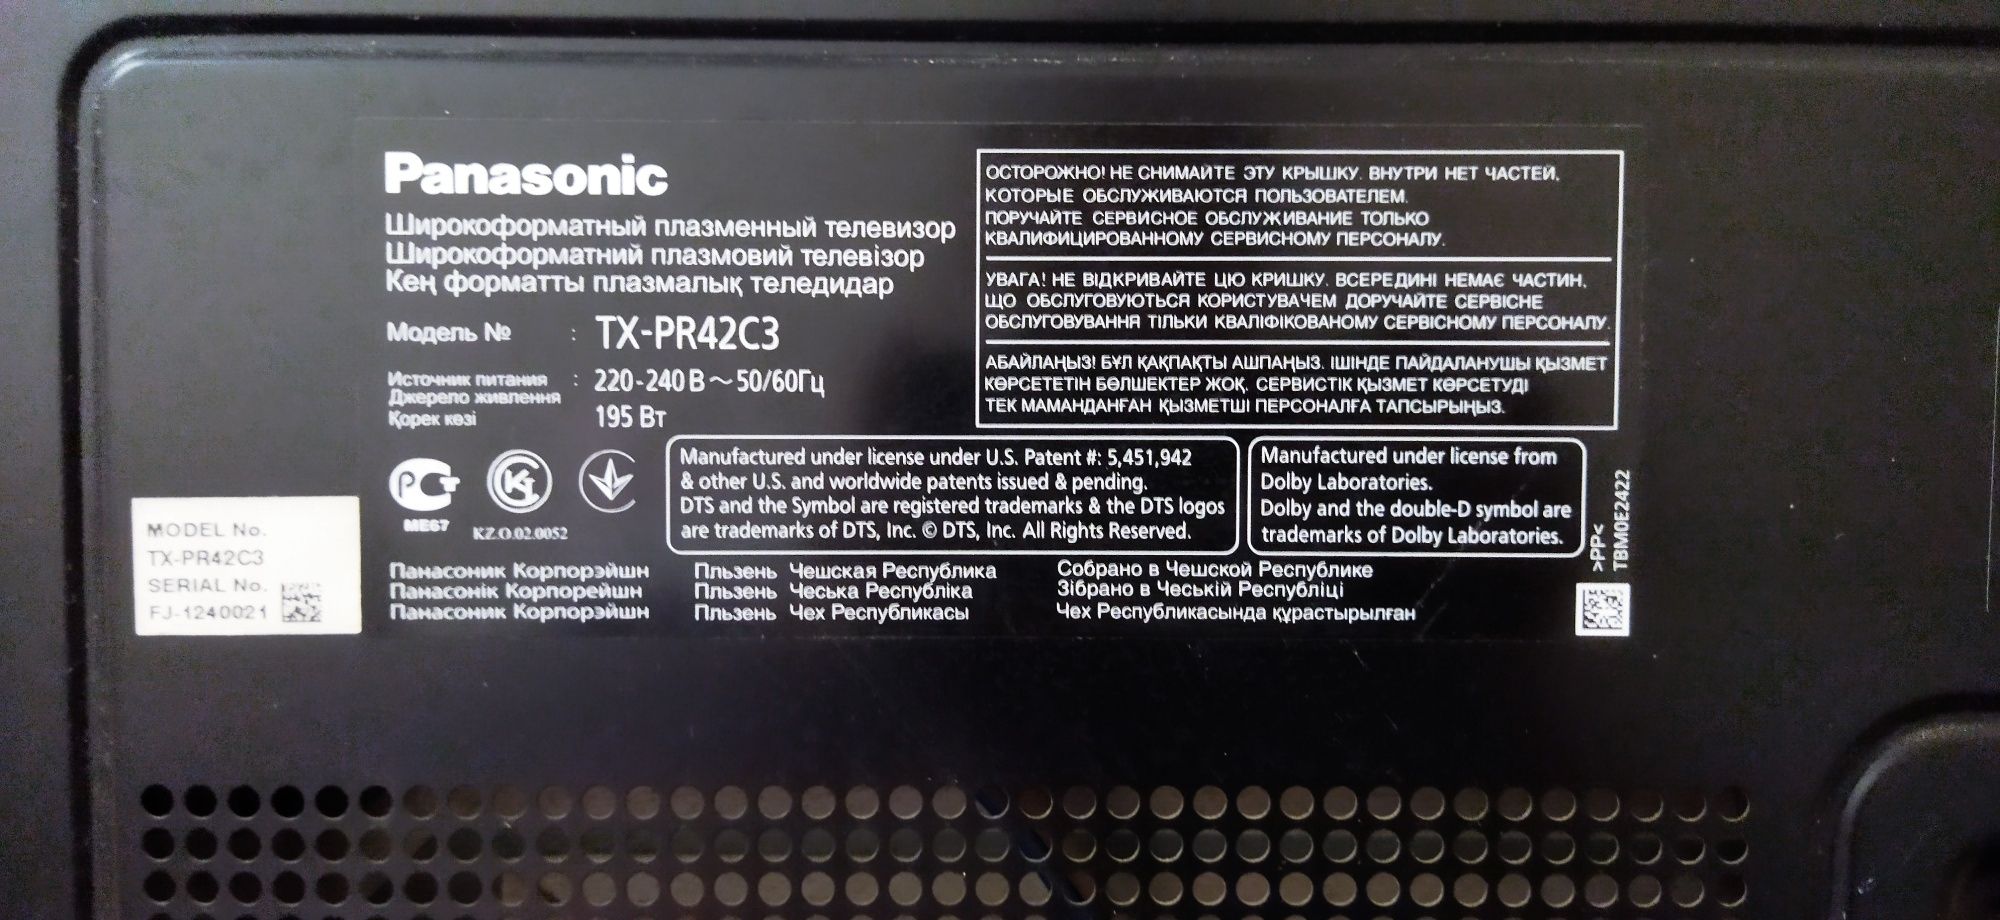 Panasonic
Широкоформатный плазменный телевизор
Широкоформатний плазмовий телевізор
Кең форматты плазмалық теледидар
Модель № : TX-PR42C3
Источник питания : 220-240 В ~ 50/60Гц
Джерело живлення
Қорек көзі 195 Вт
ОСТОРОЖНО! НЕ СНИМАЙТЕ ЭТУ КРЫШКУ. ВНУТРИ НЕТ ЧАСТЕЙ,
КОТОРЫЕ ОБСЛУЖИВАЮТСЯ ПОЛЬЗОВАТЕЛЕМ.
ПОРУЧАЙТЕ СЕРВИСНОЕ ОБСЛУЖИВАНИЕ ТОЛЬКО
КВАЛИФИЦИРОВАННОМУ СЕРВИСНОМУ ПЕРСОНАЛУ.
УВАГА! НЕ ВІДКРИВАЙТЕ ЦЮ КРИШКУ. ВСЕРЕДИНІ НЕМАЄ ЧАСТИН,
ЩО ОБСЛУГОВУЮТЬСЯ КОРИСТУВАЧЕМ ДОРУЧАЙТЕ СЕРВІСНЕ
ОБСЛУГОВУВАННЯ ТІЛЬКИ КВАЛІФІКОВАНОМУ СЕРВІСНОМУ ПЕРСОНАЛУ.
АБАЙЛАҢЫЗ! БҰЛ ҚАҚПАҚТЫ АШПАҢЫЗ. ІШІНДЕ ПАЙДАЛАНУШЫ ҚЫЗМЕТ
КӨРСЕТЕТІН БӨЛШЕКТЕР ЖОҚ. СЕРВИСТІК ҚЫЗМЕТ КӨРСЕТУДІ
ТЕК МАМАНДАНҒАН ҚЫЗМЕТШІ ПЕРСОНАЛҒА ТАПСЫРЫҢЫЗ.
РСТ
ME67
KZ.O.02.0052
Manufactured under license under U.S. Patent #: 5,451,942
& other U.S. and worldwide patents issued & pending.
DTS and the Symbol are registered trademarks & the DTS logos
are trademarks of DTS, Inc. © DTS, Inc. All Rights Reserved.
Manufactured under license from
Dolby Laboratories.
Dolby and the double-D symbol are
trademarks of Dolby Laboratories.
>PP<
TBM0E2422
MODEL No.
TX-PR42C3
SERIAL No.
FJ-1240021
Панасоник Корпорэйшн Пльзень Чешская Республика Собрано в Чешской Республике
Панасонік Корпорейшн Пльзень Чеська Республіка Зібрано в Чеській Республіці
Панасоник Корпорэйшн Пльзень Чех Республикасы Чех Республикасында құрастырылған